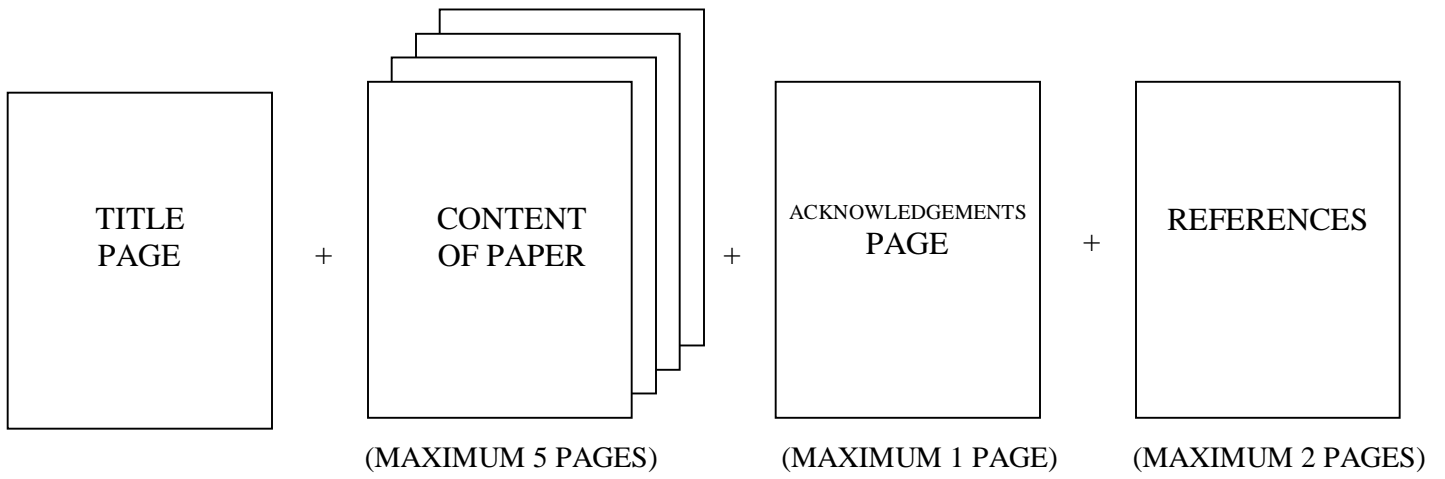 TITLE
PAGE
+
CONTENT
OF PAPER
+
ACKNOWLEDGEMENTS
PAGE
+
REFERENCES
(MAXIMUM 5 PAGES)
(MAXIMUM 1 PAGE)
(MAXIMUM 2 PAGES)